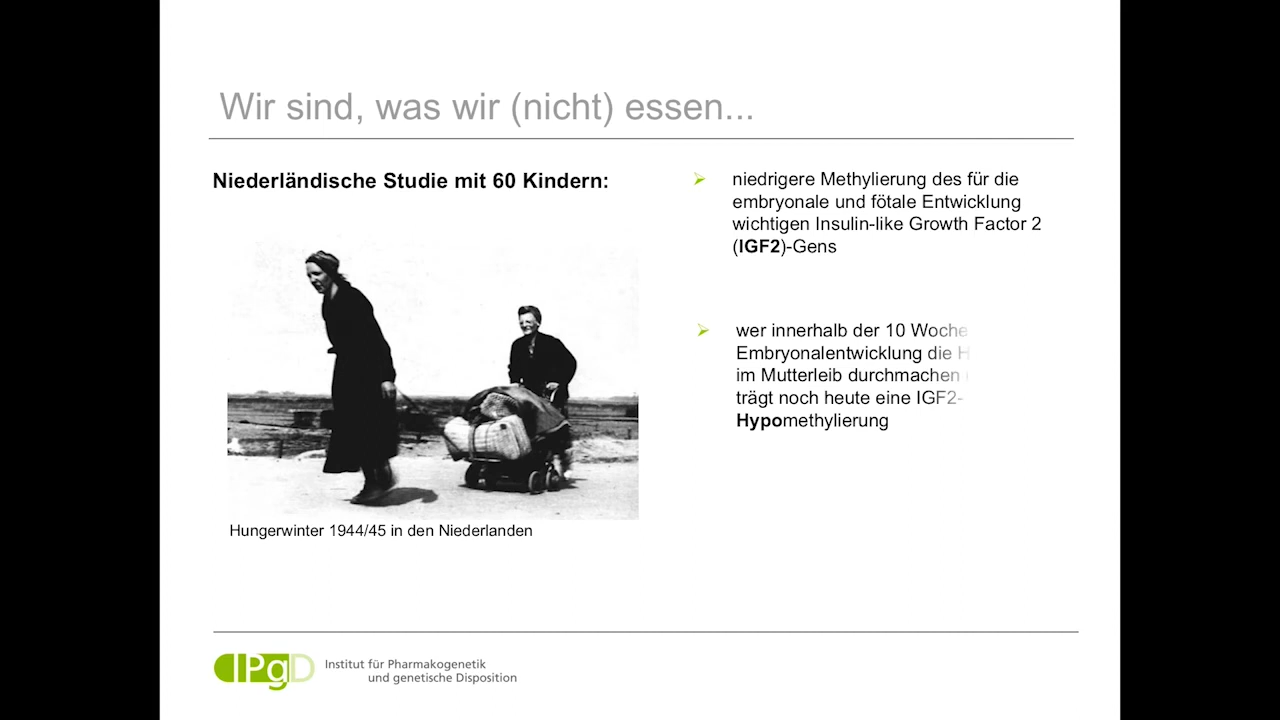 Wir sind, was wir (nicht) essen...
Niederländische Studie mit 60 Kindern:
Hungerwinter 1944/45 in den Niederlanden
niedrigere Methylierung des für die
embryonale und fötale Entwicklung
wichtigen Insulin-like Growth Factor 2
(IGF2)-Gens
wer innerhalb der 10 Woche
Embryonalentwicklung die
im Mutterleib durchmachen
trägt noch heute eine IGF2-
Hypomethylierung
IPgD
Institut für Pharmakogenetik
und genetische Disposition